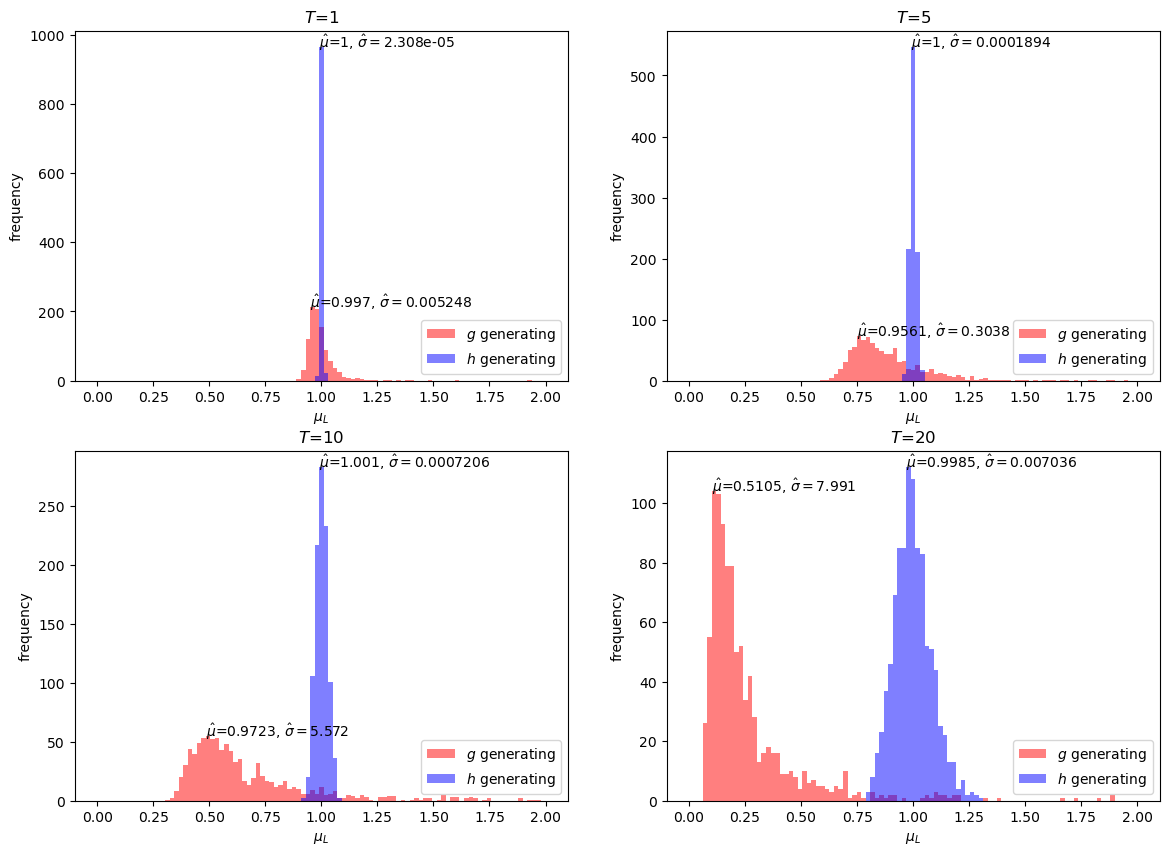 T=1
1000
800
600
400
200
0
frequency
μ̂=1, σ̂ = 2.308e-05
μ̂=0.997, σ̂ = 0.005248
g generating
h generating
0.00 0.25 0.50 0.75 1.00 1.25 1.50 1.75 2.00
μ_L
T=5
500
400
300
200
100
0
frequency
μ̂=1, σ̂ = 0.0001894
μ̂=0.9561, σ̂ = 0.3038
g generating
h generating
0.00 0.25 0.50 0.75 1.00 1.25 1.50 1.75 2.00
μ_L
T=10
250
200
150
100
50
0
frequency
μ̂=1.001, σ̂ = 0.0007206
μ̂=0.9723, σ̂ = 5.572
g generating
h generating
0.00 0.25 0.50 0.75 1.00 1.25 1.50 1.75 2.00
μ_L
T=20
100
80
60
40
20
0
frequency
μ̂=0.9985, σ̂ = 0.007036
μ̂=0.5105, σ̂ = 7.991
g generating
h generating
0.00 0.25 0.50 0.75 1.00 1.25 1.50 1.75 2.00
μ_L